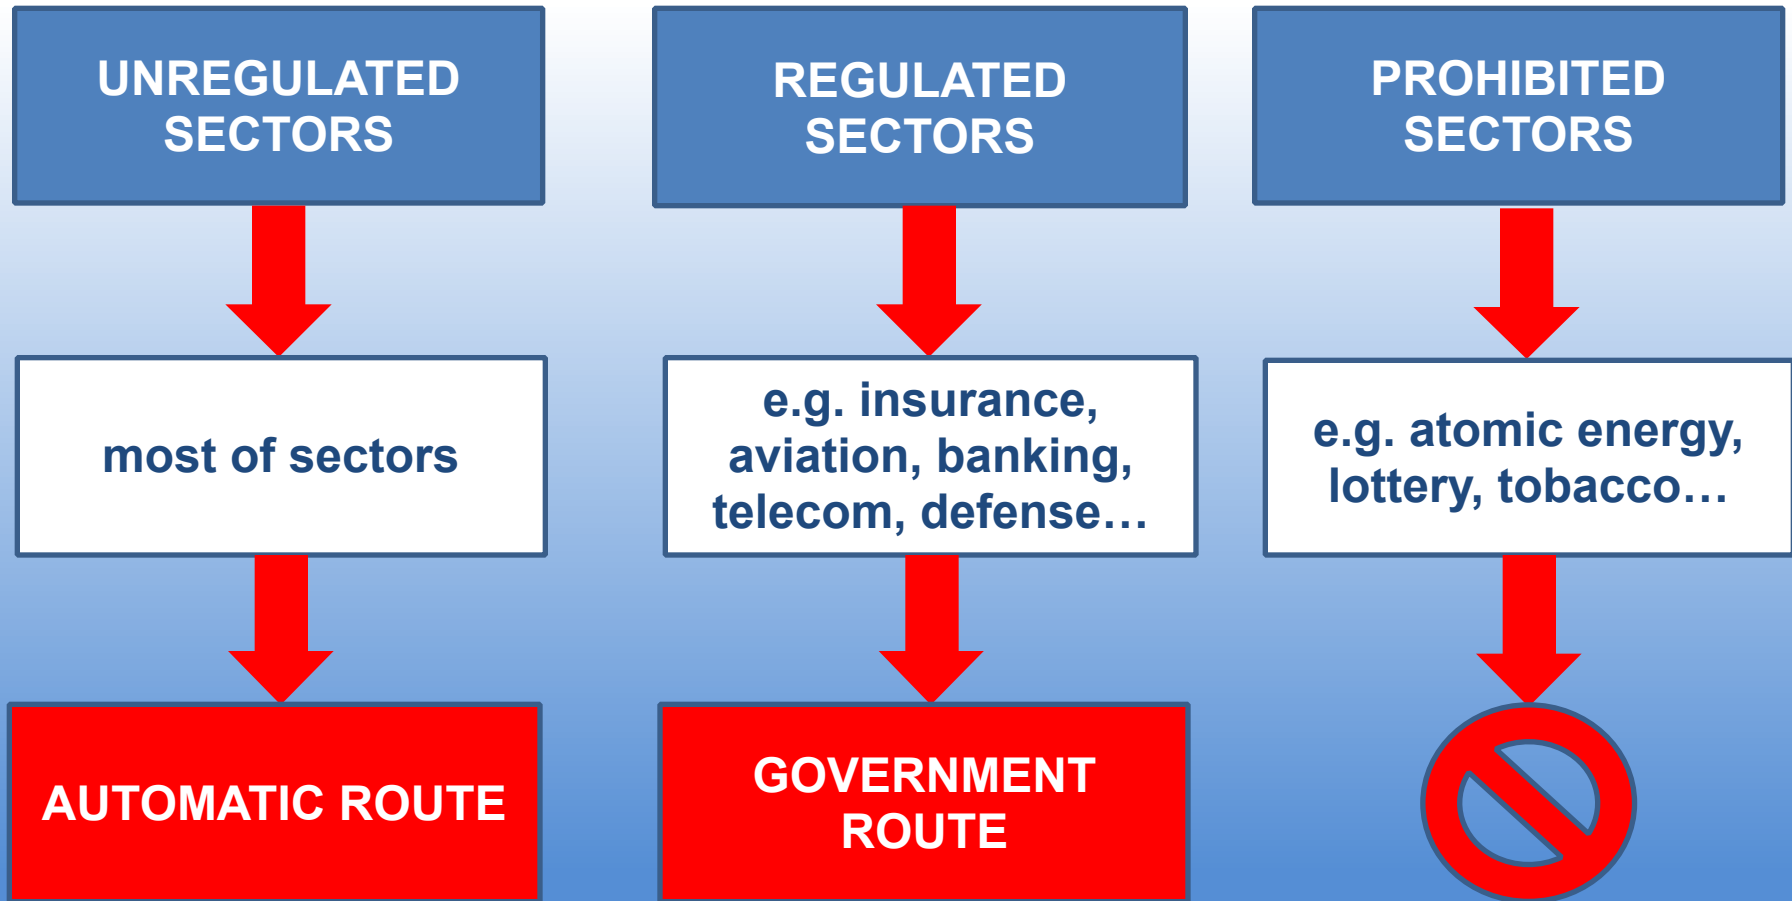 UNREGULATED
SECTORS
most of sectors
AUTOMATIC ROUTE
REGULATED
SECTORS
e.g. insurance,
aviation, banking,
telecom, defense…
GOVERNMENT
ROUTE
PROHIBITED
SECTORS
e.g. atomic energy,
lottery, tobacco…